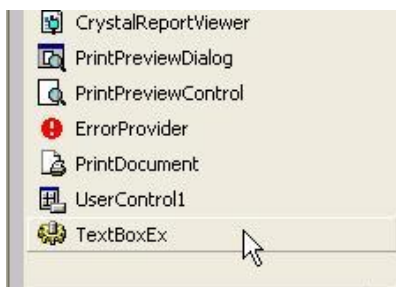 CrystalReportViewer
PrintPreviewDialog
PrintPreviewControl
ErrorProvider
PrintDocument
UserControl1
TextBoxEx